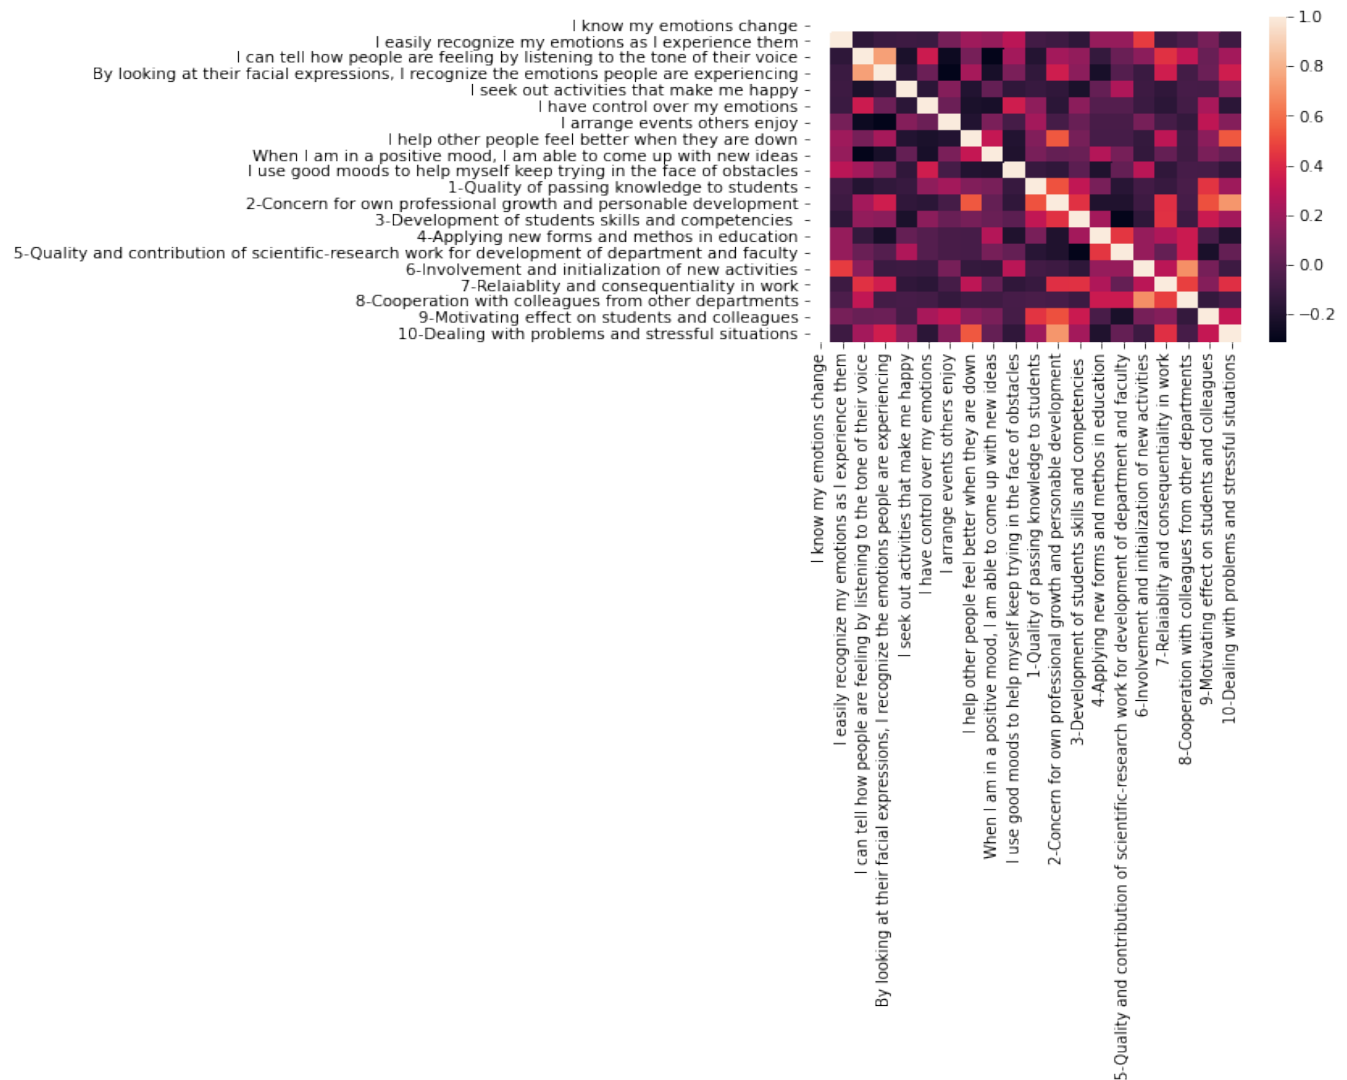 I know my emotions change
I easily recognize my emotions as I experience them
I can tell how people are feeling by listening to the tone of their voice
By looking at their facial expressions, I recognize the emotions people are experiencing
I seek out activities that make me happy
I have control over my emotions
I arrange events others enjoy
I help other people feel better when they are down
When I am in a positive mood, I am able to come up with new ideas
I use good moods to help myself keep trying in the face of obstacles
1-Quality of passing knowledge to students
2-Concern for own professional growth and personable development
3-Development of students skills and competencies
4-Applying new forms and methos in education
5-Quality and contribution of scientific-research work for development of department and faculty
6-Involvement and initialization of new activities
7-Relaiablity and consequentiality in work
8-Cooperation with colleagues from other departments
9-Motivating effect on students and colleagues
10-Dealing with problems and stressful situations
1.0
0.8
0.6
0.4
0.2
0.0
−0.2
I know my emotions change
I easily recognize my emotions as I experience them
I can tell how people are feeling by listening to the tone of their voice
By looking at their facial expressions, I recognize the emotions people are experiencing
I seek out activities that make me happy
I have control over my emotions
I arrange events others enjoy
I help other people feel better when they are down
When I am in a positive mood, I am able to come up with new ideas
I use good moods to help myself keep trying in the face of obstacles
1-Quality of passing knowledge to students
2-Concern for own professional growth and personable development
3-Development of students skills and competencies
4-Applying new forms and methos in education
5-Quality and contribution of scientific-research work for development of department and faculty
6-Involvement and initialization of new activities
7-Relaiablity and consequentiality in work
8-Cooperation with colleagues from other departments
9-Motivating effect on students and colleagues
10-Dealing with problems and stressful situations